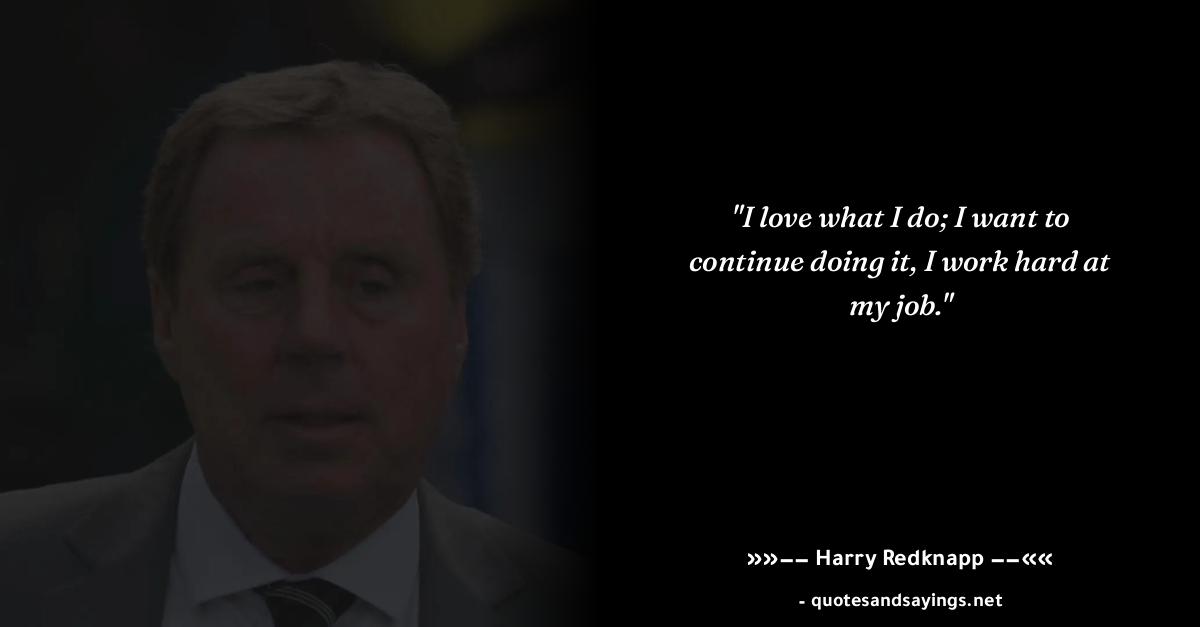 "I love what I do; I want to
continue doing it, I work hard at
my job."
»»−− Harry Redknapp −−««
- quotesandsayings.net